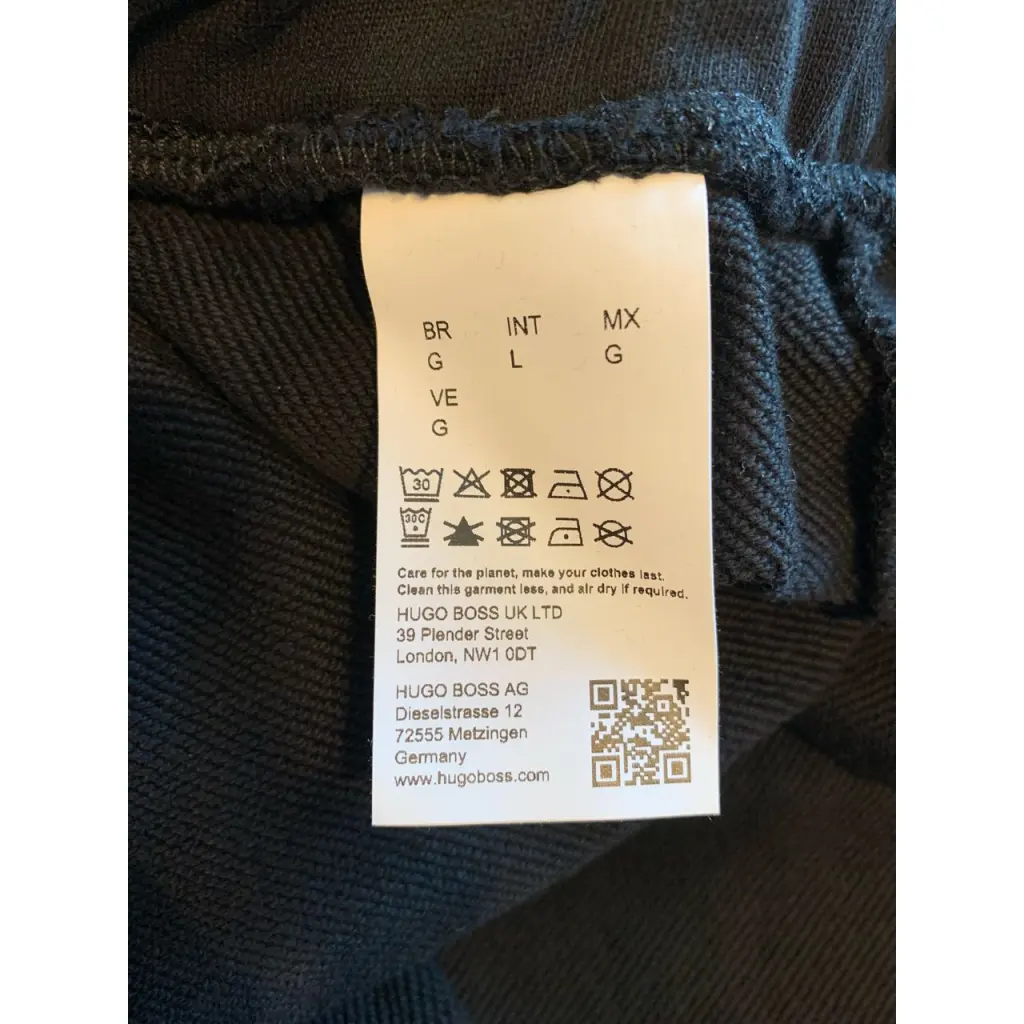 BR INT MX
G L G
VE
G
30
30C
Care for the planet, make your clothes last.
Clean this garment less, and air dry if required.
HUGO BOSS UK LTD
39 Plender Street
London, NW1 0DT
HUGO BOSS AG
Dieselstrasse 12
72555 Metzingen
Germany
www.hugoboss.com